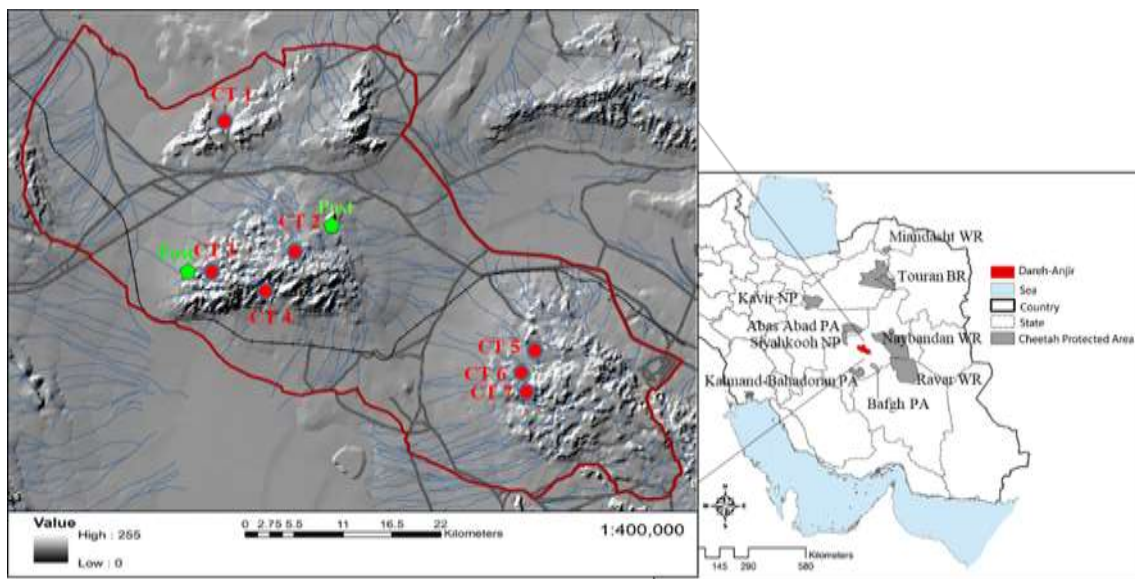 CT 1
Post
CT 2
Post
CT 3
CT 4
CT 5
CT 6
CT 7
Value
High : 255
Low : 0
0 2.75 5.5 11 16.5 22
Kilometers
1:400,000
Miandasht WR
Touran BR
Kavir NP
Abas Abad PA
Siyahkooh NP
Naybandan WR
Kalmand-Bahadoran PA
Ravar WR
Bafgh PA
Dareh-Anjir
Sea
Country
State
Cheetah Protected Area
N
145 290 580
Kilometers